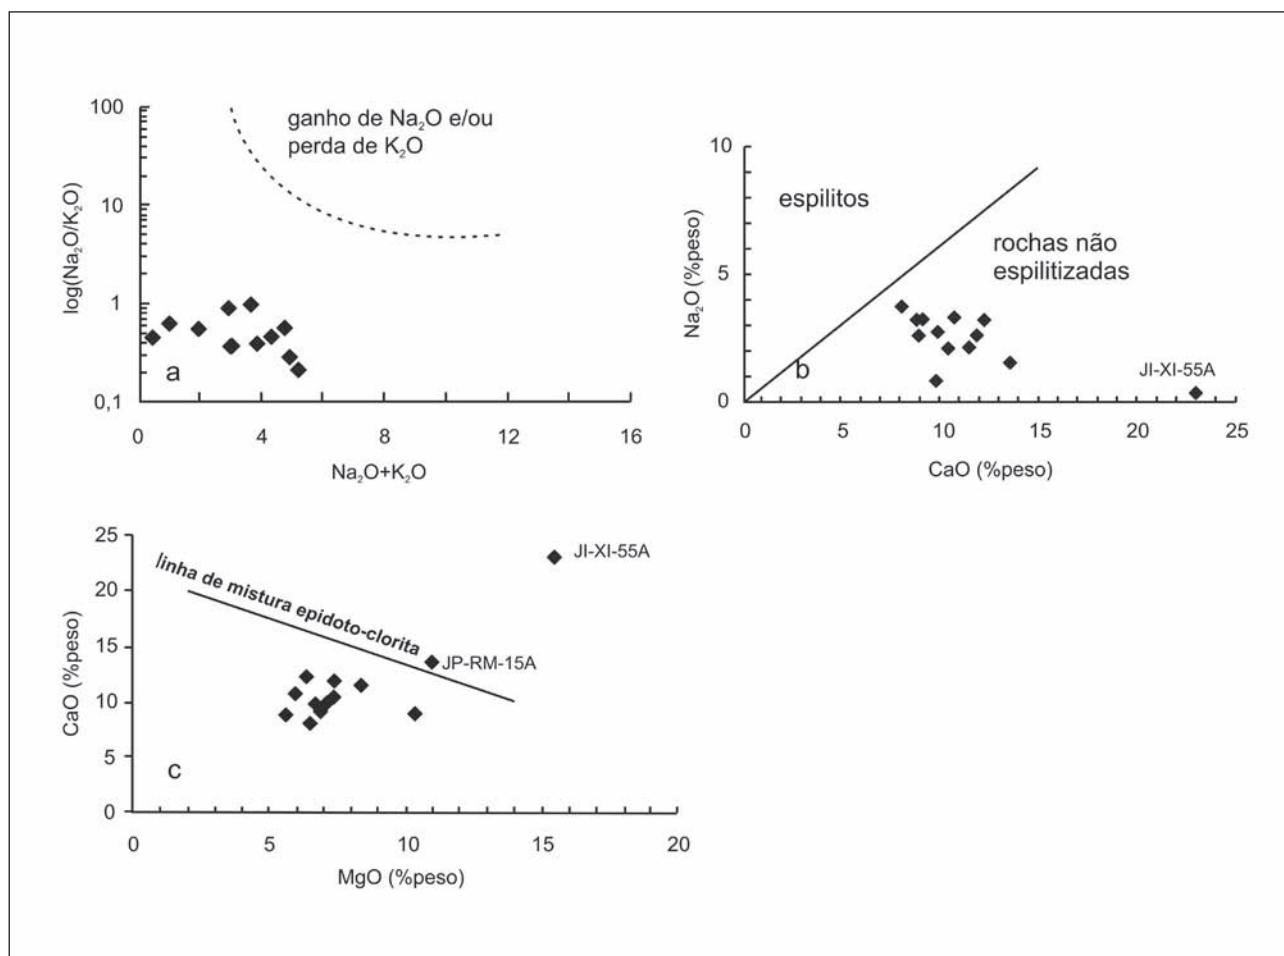 100
10
1
0,1
log(Na₂O/K₂O)
ganho de Na₂O e/ou
perda de K₂O
a
0 4 8 12 16
Na₂O+K₂O
10
5
0
Na₂O (%peso)
espilitos
rochas não
espilitizadas
b
JI-XI-55A
0 5 10 15 20 25
CaO (%peso)
25
20
15
10
5
0
CaO (%peso)
linha de mistura epidoto-clorita
JI-XI-55A
JP-RM-15A
c
0 5 10 15 20
MgO (%peso)